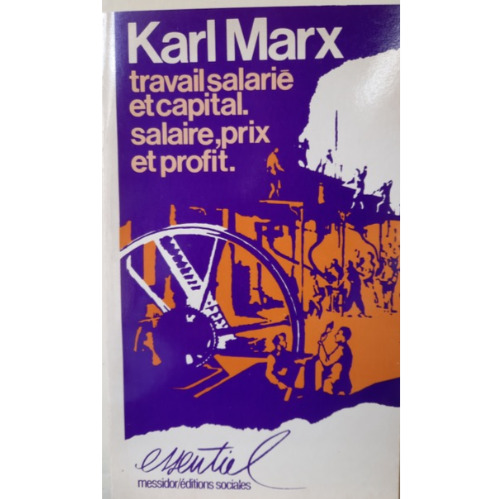 Karl Marx
travail salarié
et capital.
salaire, prix
et profit.
essentiel
messidor/éditions sociales